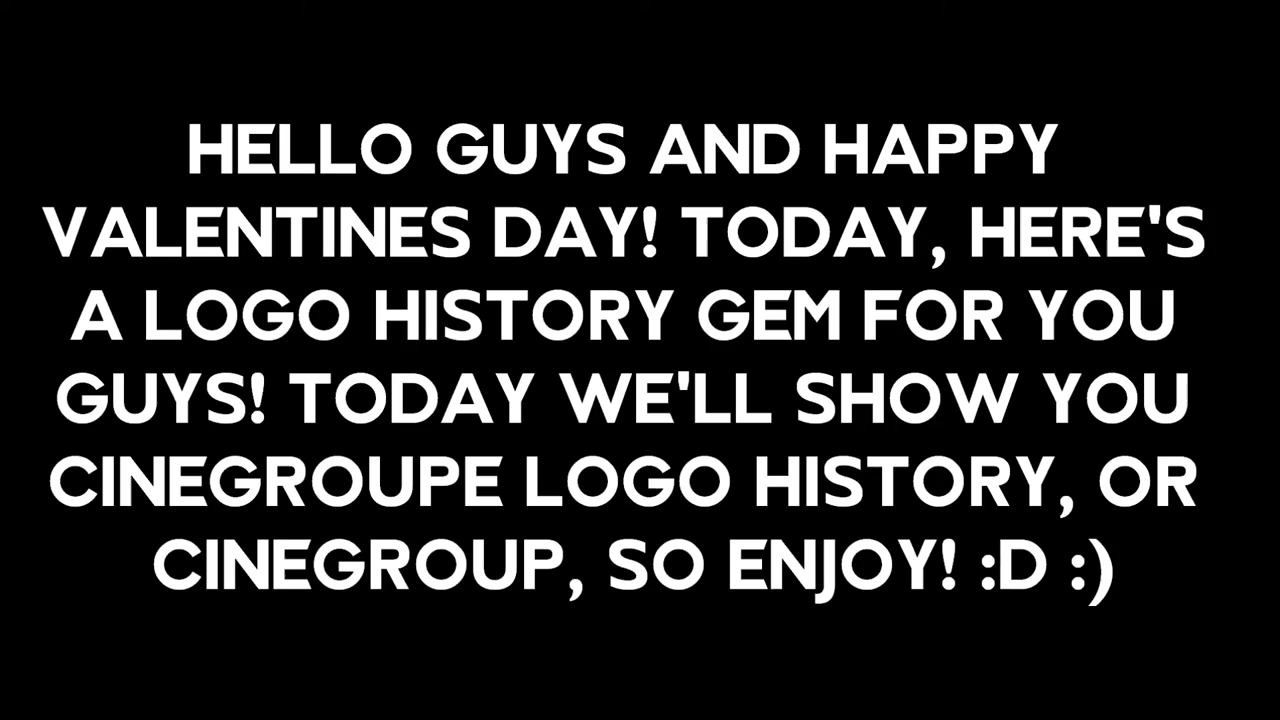 HELLO GUYS AND HAPPY
VALENTINES DAY! TODAY, HERE'S
A LOGO HISTORY GEM FOR YOU
GUYS! TODAY WE'LL SHOW YOU
CINEGROUPE LOGO HISTORY, OR
CINEGROUP, SO ENJOY! :D :)